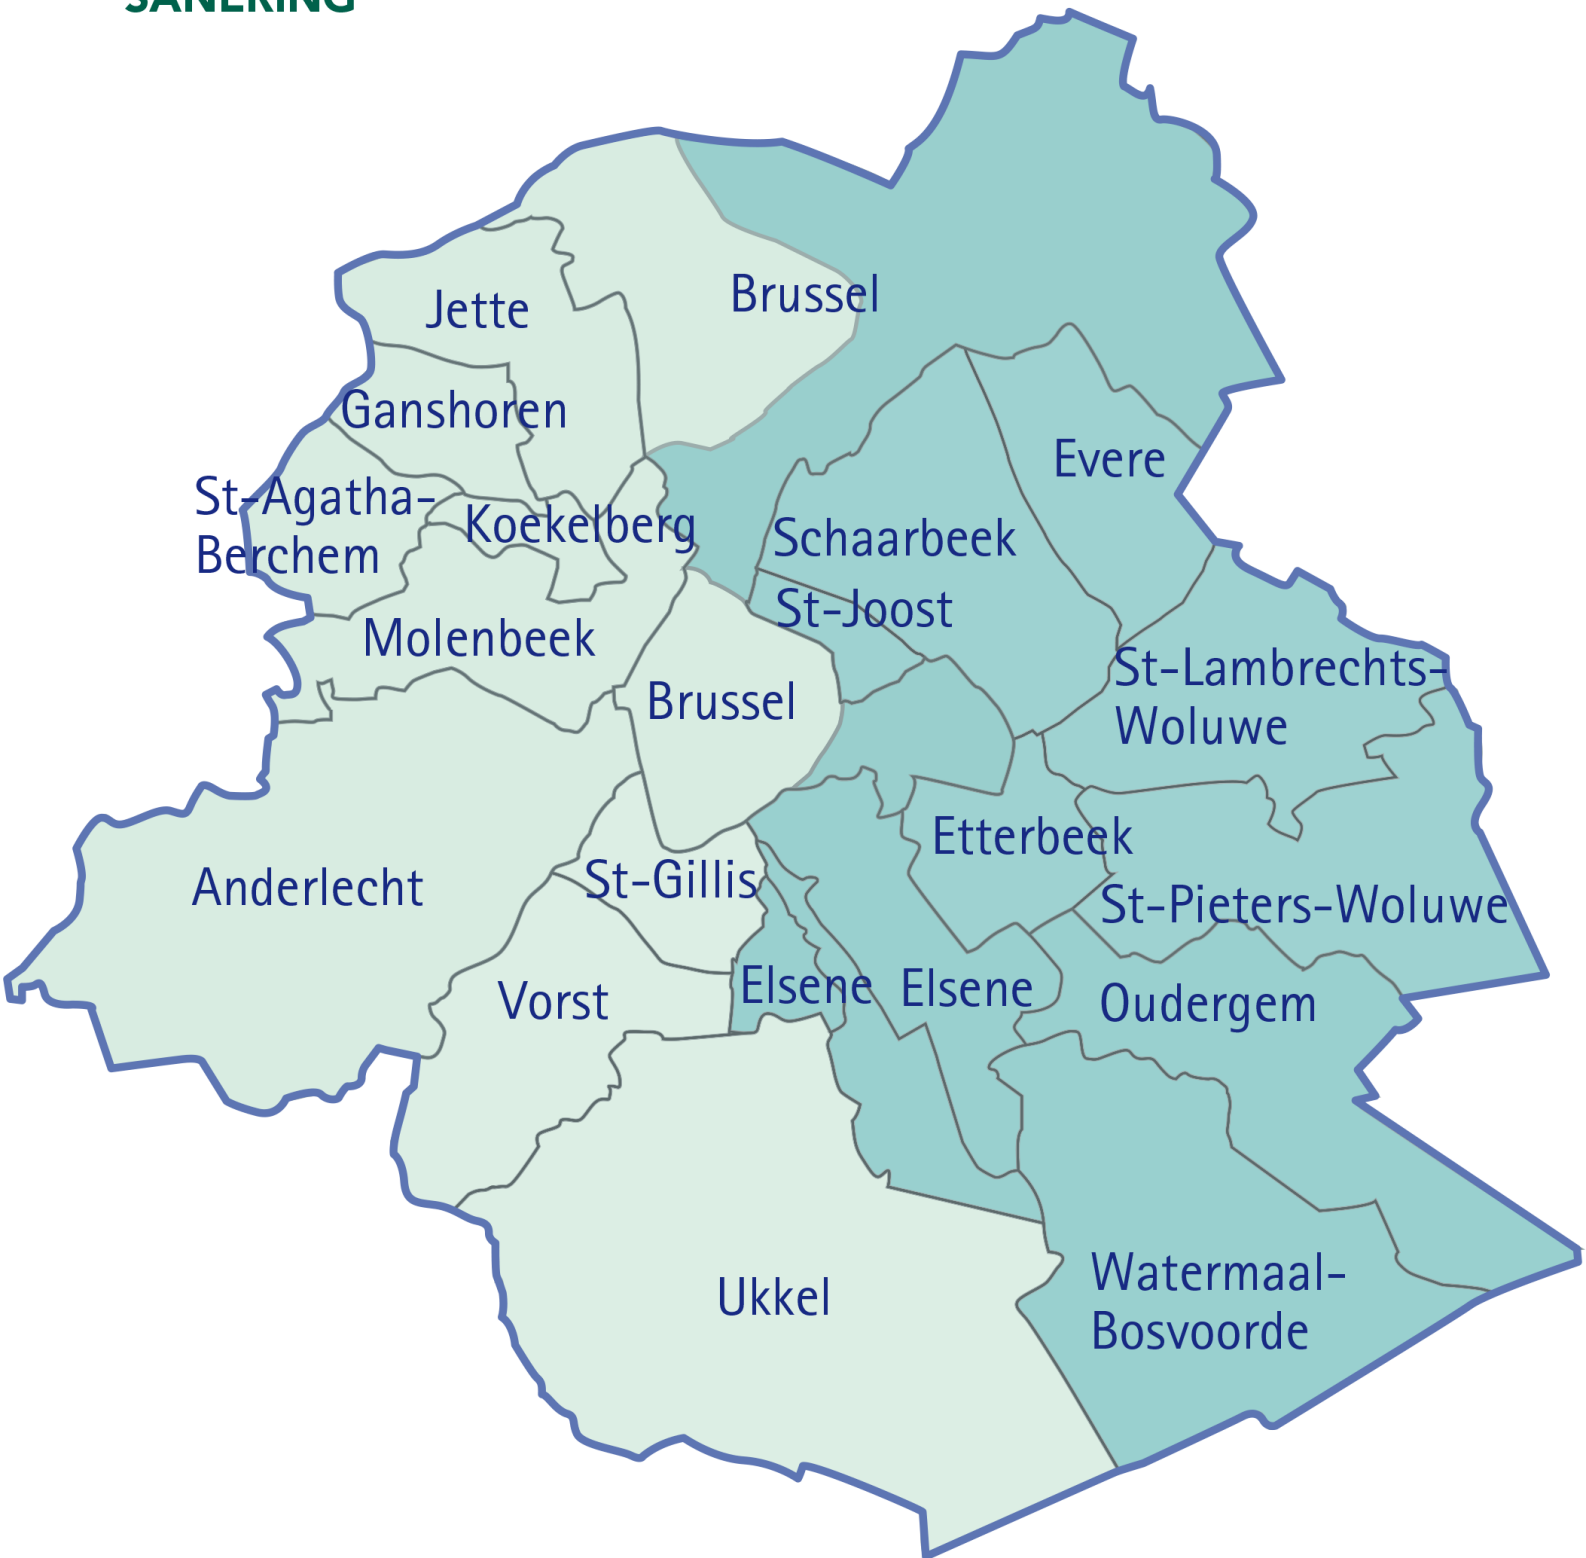 SANERING
Brussel
Jette
Ganshoren
Evere
St-Agatha-
Berchem
Koekelberg
Schaarbeek
St-Joost
Molenbeek
St-Lambrechts-
Woluwe
Brussel
Etterbeek
Anderlecht
St-Gillis
St-Pieters-Woluwe
Vorst
Elsene
Elsene
Oudergem
Ukkel
Watermaal-
Bosvoorde